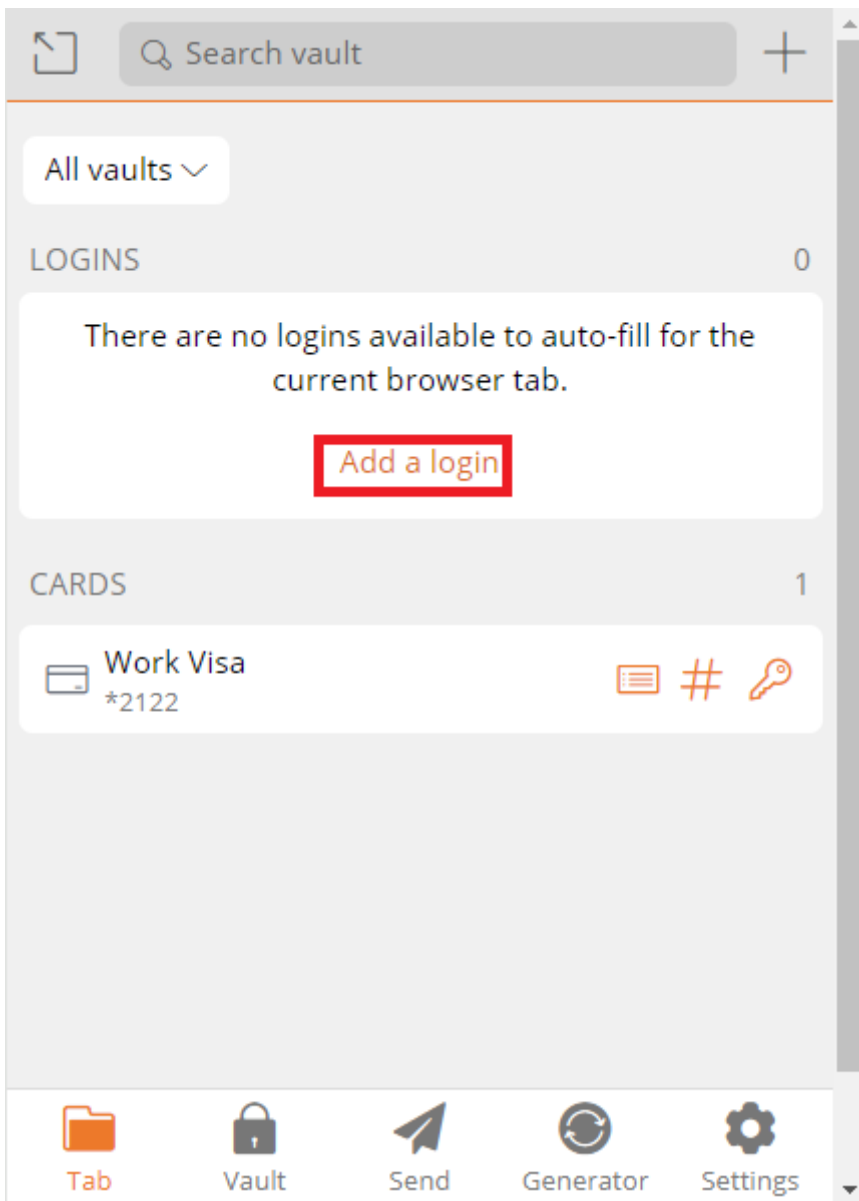 Search vault
All vaults
LOGINS 0
There are no logins available to auto-fill for the
current browser tab.
Add a login
CARDS 1
Work Visa
*2122
Tab Vault Send Generator Settings